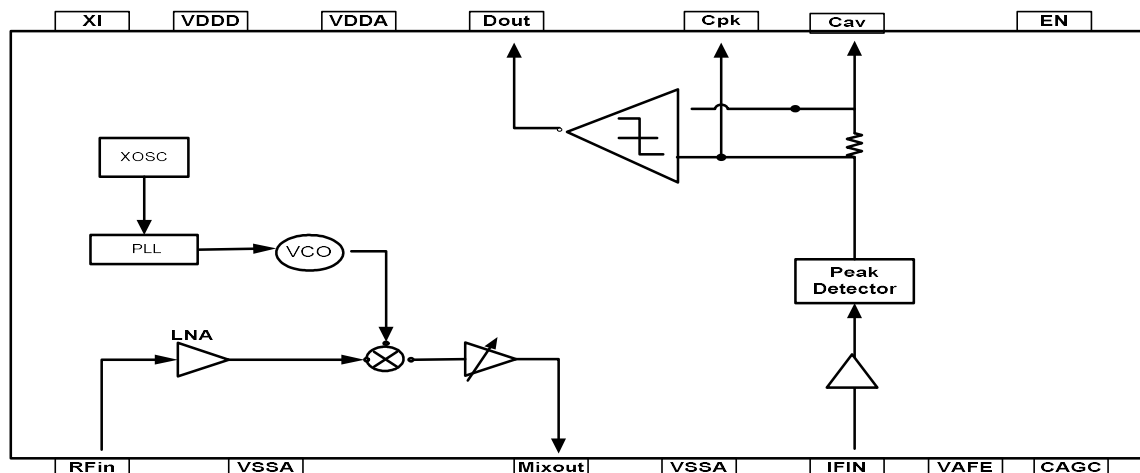 XI
VDDD
VDDA
Dout
Cpk
Cav
EN
XOSC
PLL
VCO
Peak
Detector
LNA
RFin
VSSA
Mixout
VSSA
IFIN
VAFE
CAGC